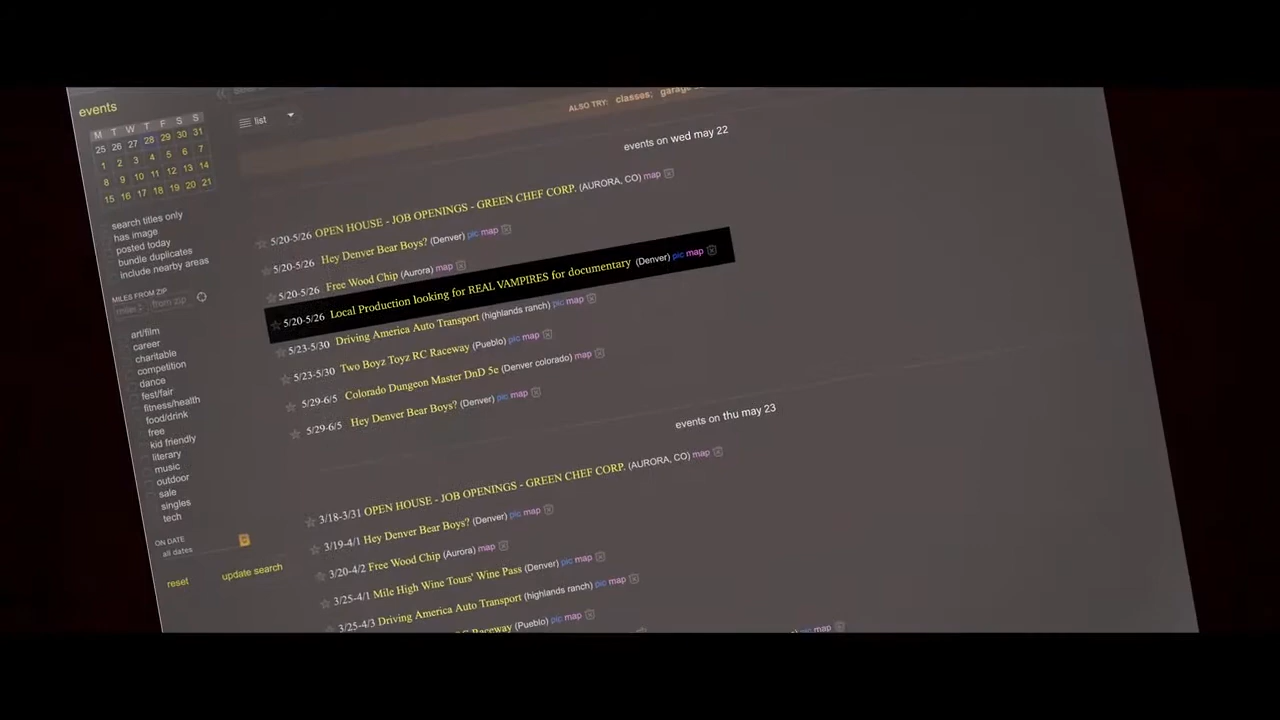 events
M T W T F S S
25 26 27 28 29 30 31
1 2 3 4 5 6 7
8 9 10 11 12 13 14
15 16 17 18 19 20 21
search titles only
has image
posted today
bundle duplicates
include nearby areas
MILES FROM ZIP
miles from zip
art/film
career
charitable
competition
dance
fest/fair
fitness/health
food/drink
free
kid friendly
literary
music
outdoor
sale
singles
tech
ON DATE
all dates
reset update search
list
ALSO TRY: classes; garage
events on wed may 22
5/20-5/26 OPEN HOUSE - JOB OPENINGS - GREEN CHEF CORP. (AURORA, CO) map
5/20-5/26 Hey Denver Bear Boys? (Denver) pic map
5/20-5/26 Free Wood Chip (Aurora) map
5/20-5/26 Local Production looking for REAL VAMPIRES for documentary (Denver) pic map
5/23-5/30 Driving America Auto Transport (highlands ranch) pic map
5/23-5/30 Two Boyz Toyz RC Raceway (Pueblo) pic map
5/29-6/5 Colorado Dungeon Master DnD 5e (Denver colorado) map
5/29-6/5 Hey Denver Bear Boys? (Denver) pic map
events on thu may 23
3/18-3/31 OPEN HOUSE - JOB OPENINGS - GREEN CHEF CORP. (AURORA, CO) map
3/19-4/1 Hey Denver Bear Boys? (Denver) pic map
3/20-4/2 Free Wood Chip (Aurora) map
3/25-4/1 Mile High Wine Tours' Wine Pass (Denver) pic map
3/25-4/3 Driving America Auto Transport (highlands ranch) pic map
Raceway (Pueblo) pic map
pic map